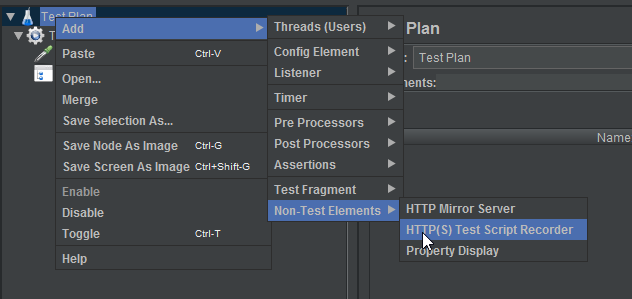 Test Plan
Add
Paste Ctrl-V
Open...
Merge
Save Selection As...
Save Node As Image Ctrl-G
Save Screen As Image Ctrl+Shift-G
Enable
Disable
Toggle Ctrl-T
Help
Threads (Users)
Config Element
Listener
Timer
Pre Processors
Post Processors
Assertions
Test Fragment
Non-Test Elements
HTTP Mirror Server
HTTP(S) Test Script Recorder
Property Display
Plan
: Test Plan
ments:
Name:
T